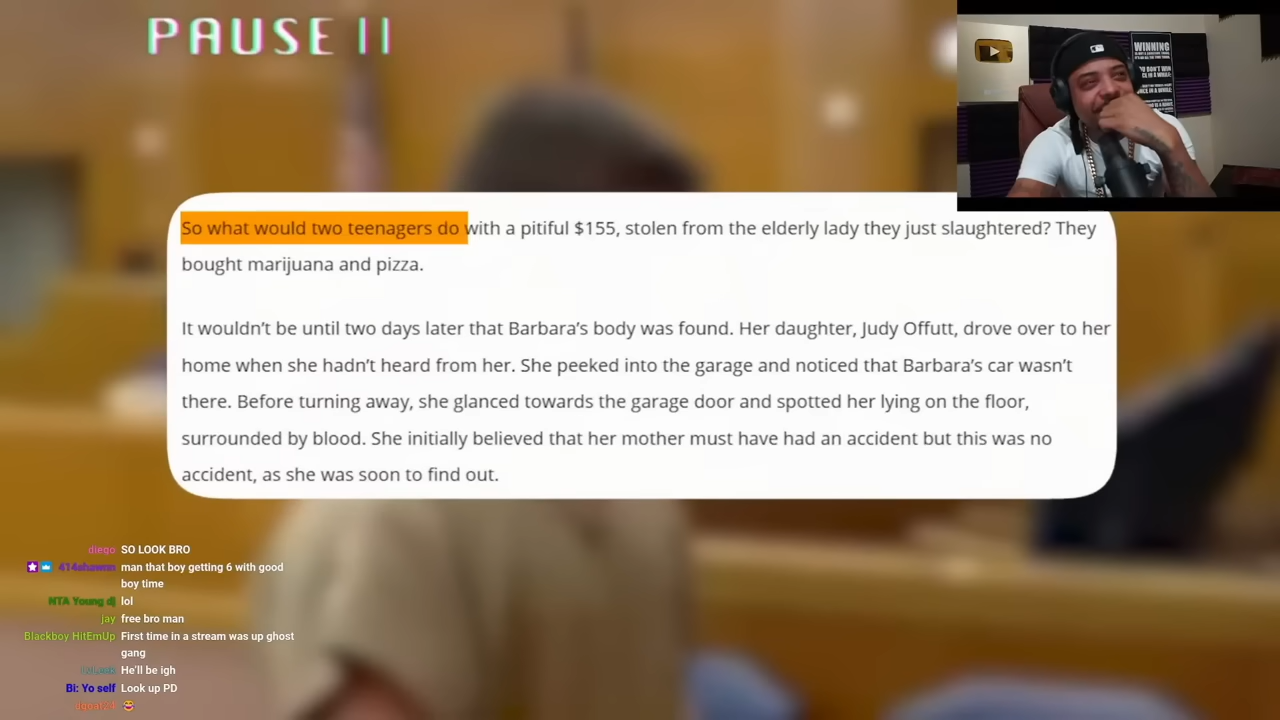 PAUSE II
WINNING
So what would two teenagers do with a pitiful $155, stolen from the elderly lady they just slaughtered? They
bought marijuana and pizza.
It wouldn't be until two days later that Barbara's body was found. Her daughter, Judy Offutt, drove over to her
home when she hadn't heard from her. She peeked into the garage and noticed that Barbara's car wasn't
there. Before turning away, she glanced towards the garage door and spotted her lying on the floor,
surrounded by blood. She initially believed that her mother must have had an accident but this was no
accident, as she was soon to find out.
diego SO LOOK BRO
414shawnn man that boy getting 6 with good
boy time
NTA Young dj lol
jay free bro man
Blackboy HitEmUp First time in a stream was up ghost
gang
He'll be igh
Bi: Yo self Look up PD